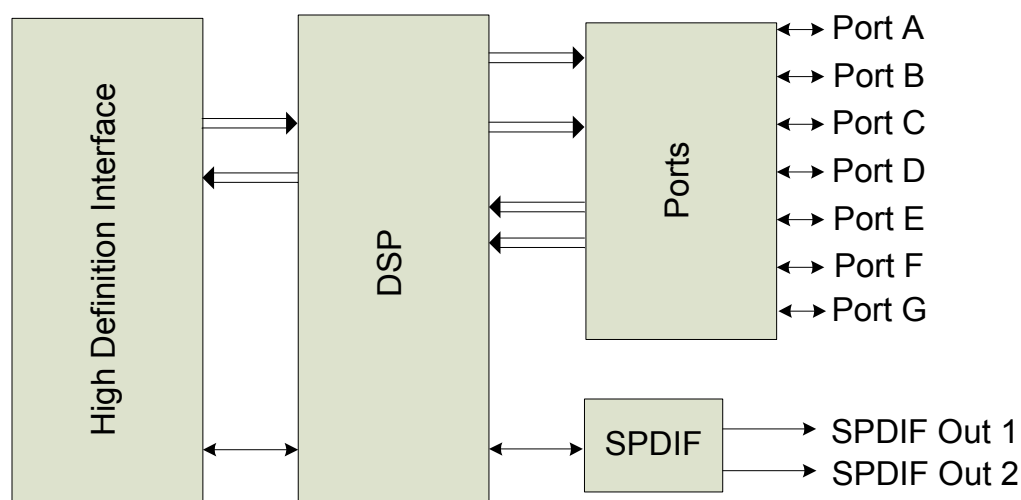 High Definition Interface
DSP
Ports
Port A
Port B
Port C
Port D
Port E
Port F
Port G
SPDIF
SPDIF Out 1
SPDIF Out 2